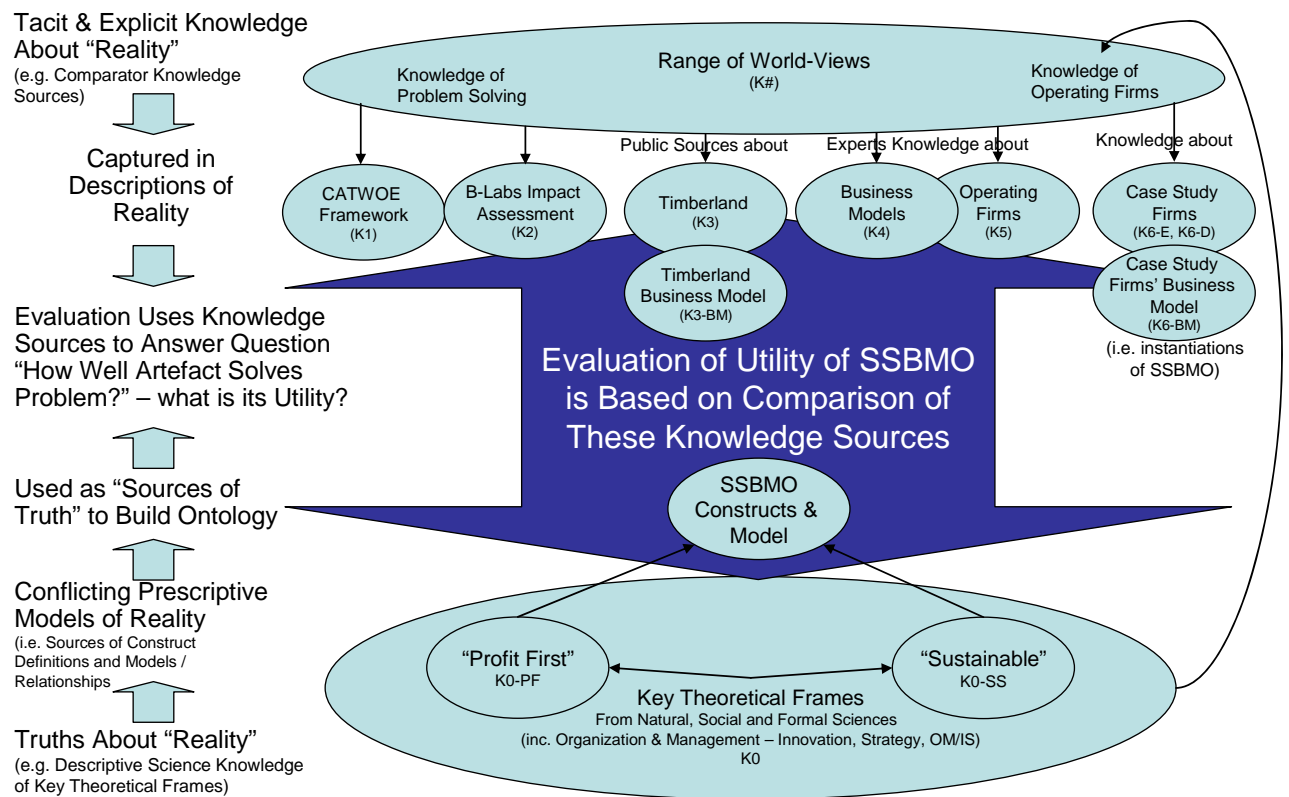 Tacit & Explicit Knowledge
About “Reality”
(e.g. Comparator Knowledge
Sources)
Captured in
Descriptions of
Reality
Evaluation Uses Knowledge
Sources to Answer Question
“How Well Artefact Solves
Problem?” – what is its Utility?
Used as “Sources of
Truth” to Build Ontology
Conflicting Prescriptive
Models of Reality
(i.e. Sources of Construct
Definitions and Models /
Relationships
Truths About “Reality”
(e.g. Descriptive Science Knowledge
of Key Theoretical Frames)
Range of World-Views
(K#)
Knowledge of
Problem Solving
Knowledge of
Operating Firms
Public Sources about
Experts Knowledge about
Knowledge about
CATWOE
Framework
(K1)
B-Labs Impact
Assessment
(K2)
Timberland
(K3)
Business
Models
(K4)
Operating
Firms
(K5)
Case Study
Firms
(K6-E, K6-D)
Timberland
Business Model
(K3-BM)
Case Study
Firms’ Business
Model
(K6-BM)
(i.e. instantiations
of SSBMO)
Evaluation of Utility of SSBMO
is Based on Comparison of
These Knowledge Sources
SSBMO
Constructs &
Model
“Profit First”
K0-PF
“Sustainable”
K0-SS
Key Theoretical Frames
From Natural, Social and Formal Sciences
(inc. Organization & Management – Innovation, Strategy, OM/IS)
K0